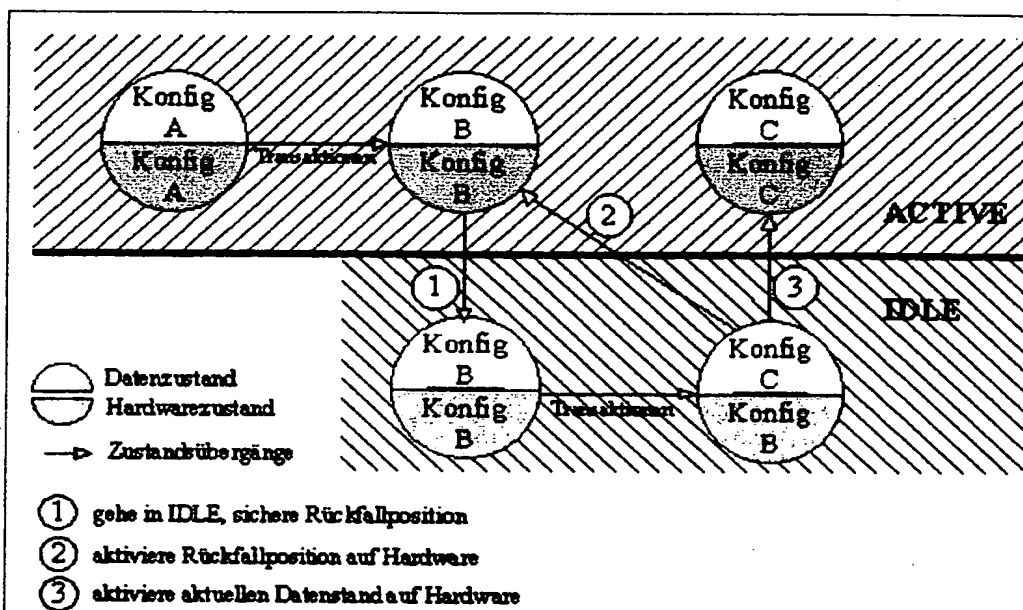 Konfig
A
Konfig
A
Transaktionen
Konfig
B
Konfig
B
Konfig
C
Konfig
C
2
ACTIVE
1
3
IDLE
Konfig
B
Konfig
B
Transaktionen
Konfig
C
Konfig
B
Datenzustand
Hardwarezustand
Zustandsübergänge
1 gehe in IDLE, sichere Rückfallposition
2 aktiviere Rückfallposition auf Hardware
3 aktiviere aktuellen Datenstand auf Hardware